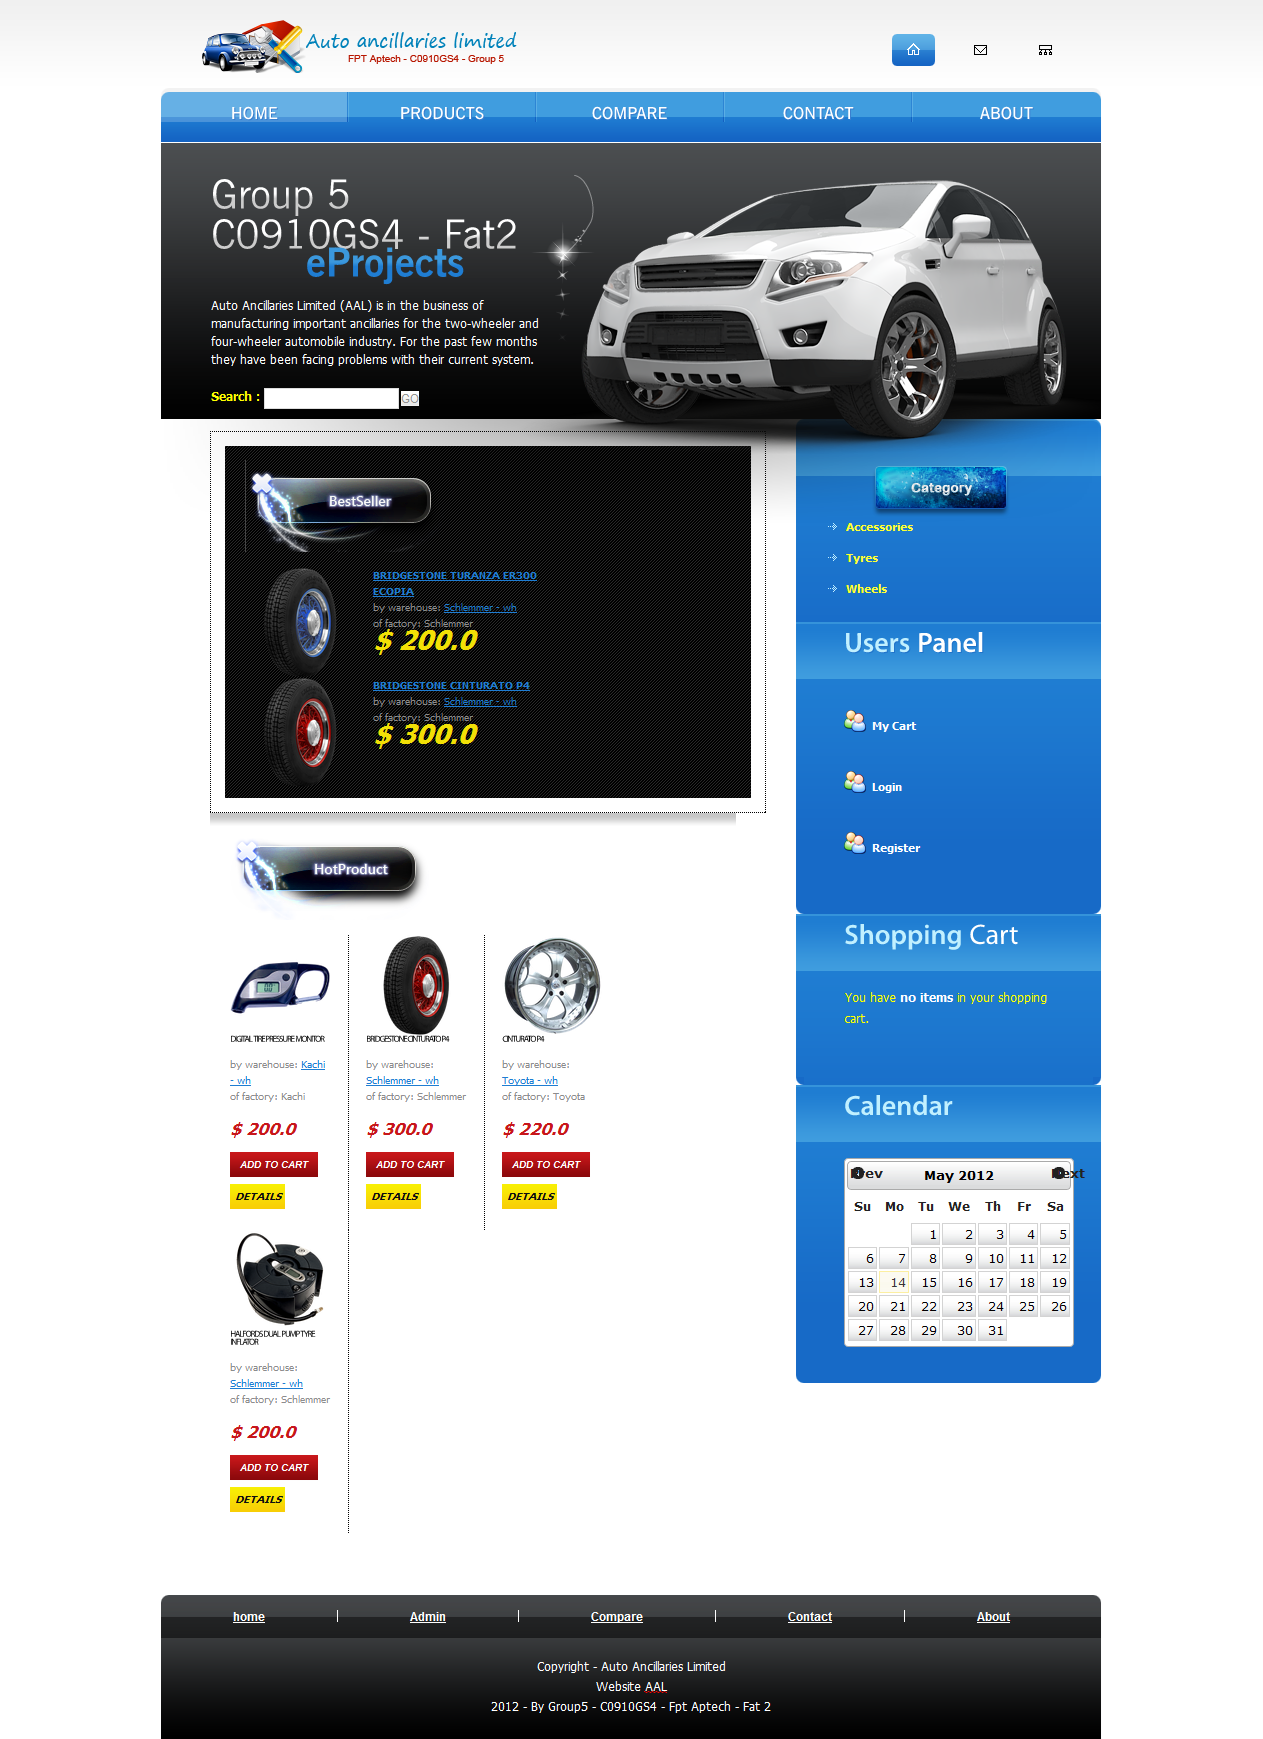 Auto ancillaries limited
FPT Aptech - C0910GS4 - Group 5
HOME
PRODUCTS
COMPARE
CONTACT
ABOUT
Group 5
C0910GS4 - Fat2
eProjects
Auto Ancillaries Limited (AAL) is in the business of
manufacturing important ancillaries for the two-wheeler and
four-wheeler automobile industry. For the past few months
they have been facing problems with their current system.
Search :
GO
BestSeller
BRIDGESTONE TURANZA ER300
ECOPIA
by warehouse: Schlemmer - wh
of factory: Schlemmer
$ 200.0
BRIDGESTONE CINTURATO P4
by warehouse: Schlemmer - wh
of factory: Schlemmer
$ 300.0
Category
Accessories
Tyres
Wheels
Users Panel
My Cart
Login
Register
Shopping Cart
You have no items in your shopping
cart.
Calendar
Prev
May 2012
Next
Su Mo Tu We Th Fr Sa
1 2 3 4 5
6 7 8 9 10 11 12
13 14 15 16 17 18 19
20 21 22 23 24 25 26
27 28 29 30 31
HotProduct
DIGITAL TIRE PRESSURE MONITOR
by warehouse: Kachi
- wh
of factory: Kachi
$ 200.0
ADD TO CART
DETAILS
BRIDGESTONE CINTURATO P4
by warehouse:
Schlemmer - wh
of factory: Schlemmer
$ 300.0
ADD TO CART
DETAILS
CINTURATO P4
by warehouse:
Toyota - wh
of factory: Toyota
$ 220.0
ADD TO CART
DETAILS
HALFORDS DUAL PUMP TYRE
INFLATOR
by warehouse:
Schlemmer - wh
of factory: Schlemmer
$ 200.0
ADD TO CART
DETAILS
home
Admin
Compare
Contact
About
Copyright - Auto Ancillaries Limited
Website AAL
2012 - By Group5 - C0910GS4 - Fpt Aptech - Fat 2